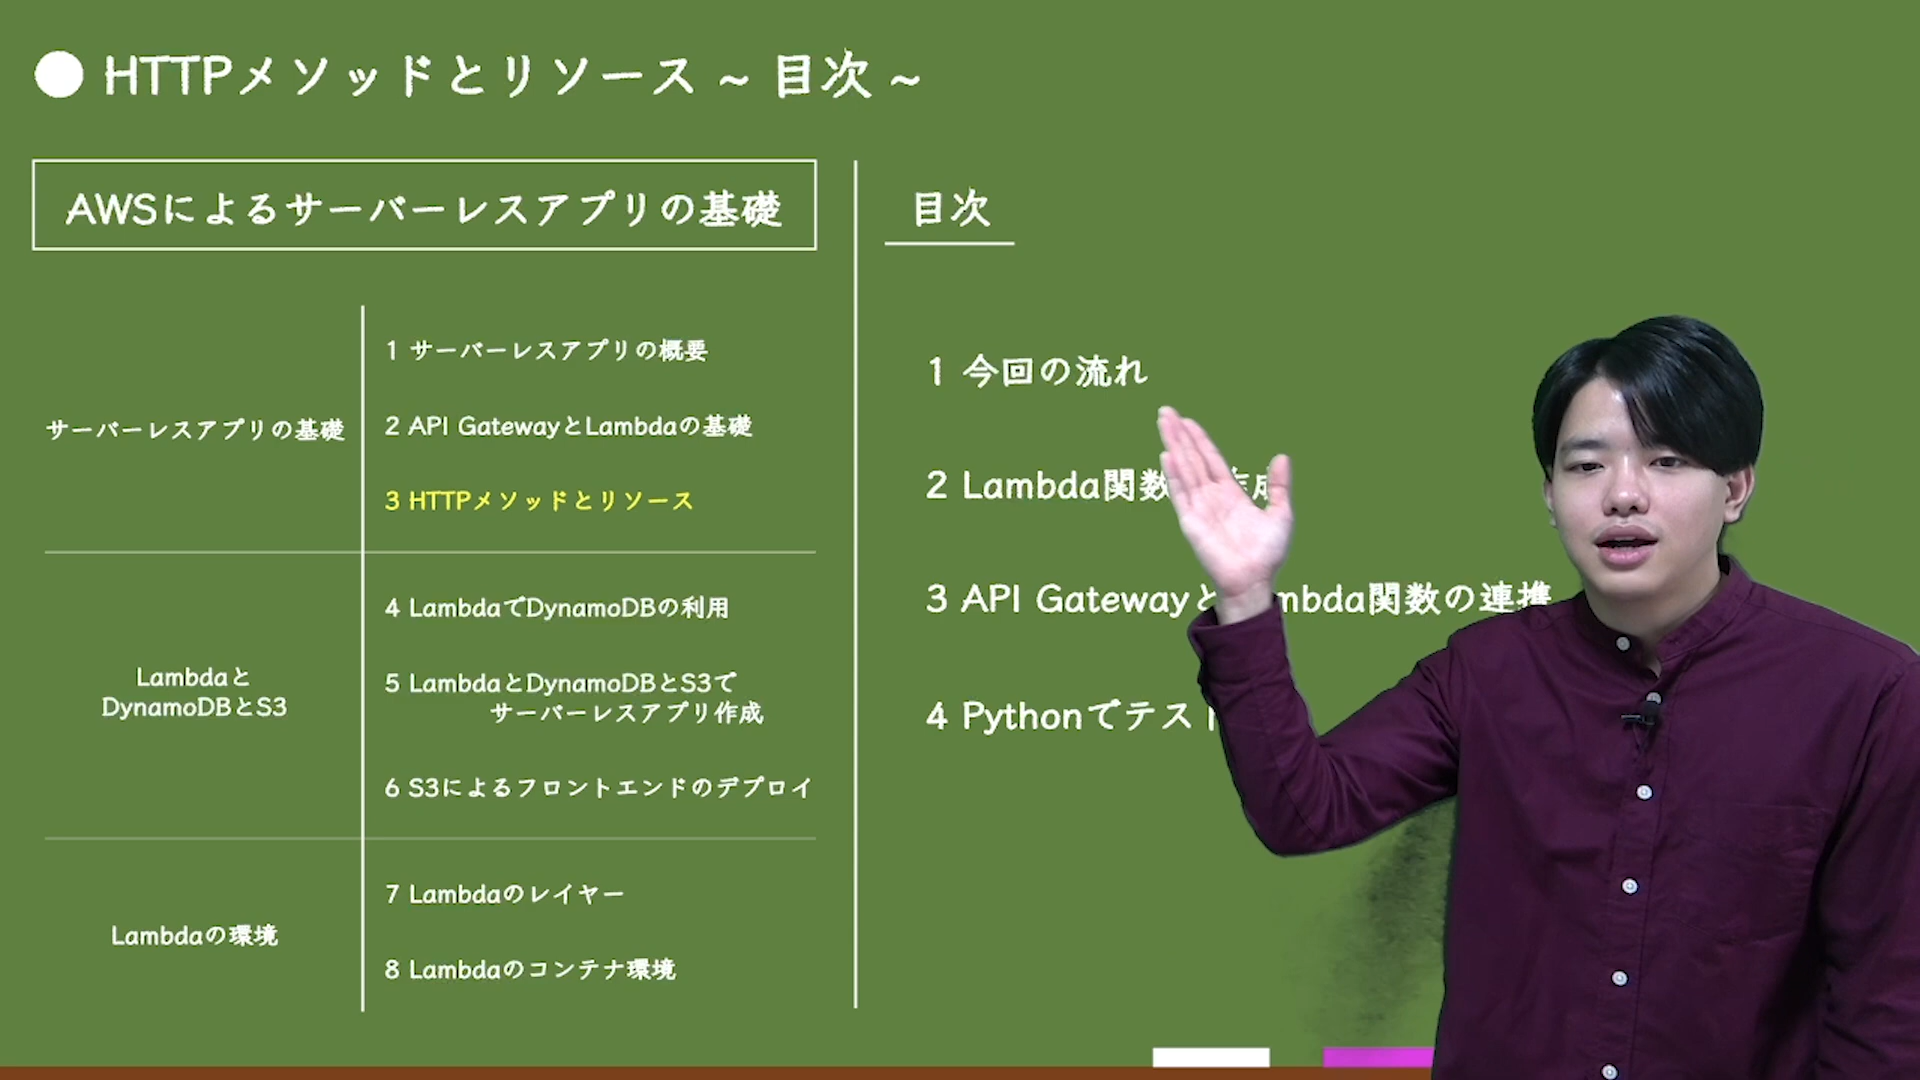 HTTPメソッドとリソース ~ 目次 ~
AWSによるサーバーレスアプリの基礎
サーバーレスアプリの基礎
1 サーバーレスアプリの概要
2 API GatewayとLambdaの基礎
3 HTTPメソッドとリソース
Lambdaと
DynamoDBとS3
4 LambdaでDynamoDBの利用
5 LambdaとDynamoDBとS3で
サーバーレスアプリ作成
6 S3によるフロントエンドのデプロイ
Lambdaの環境
7 Lambdaのレイヤー
8 Lambdaのコンテナ環境
目次
1 今回の流れ
2 Lambda関数 作成
3 API Gatewayと mbda関数の連携
4 Pythonでテスト